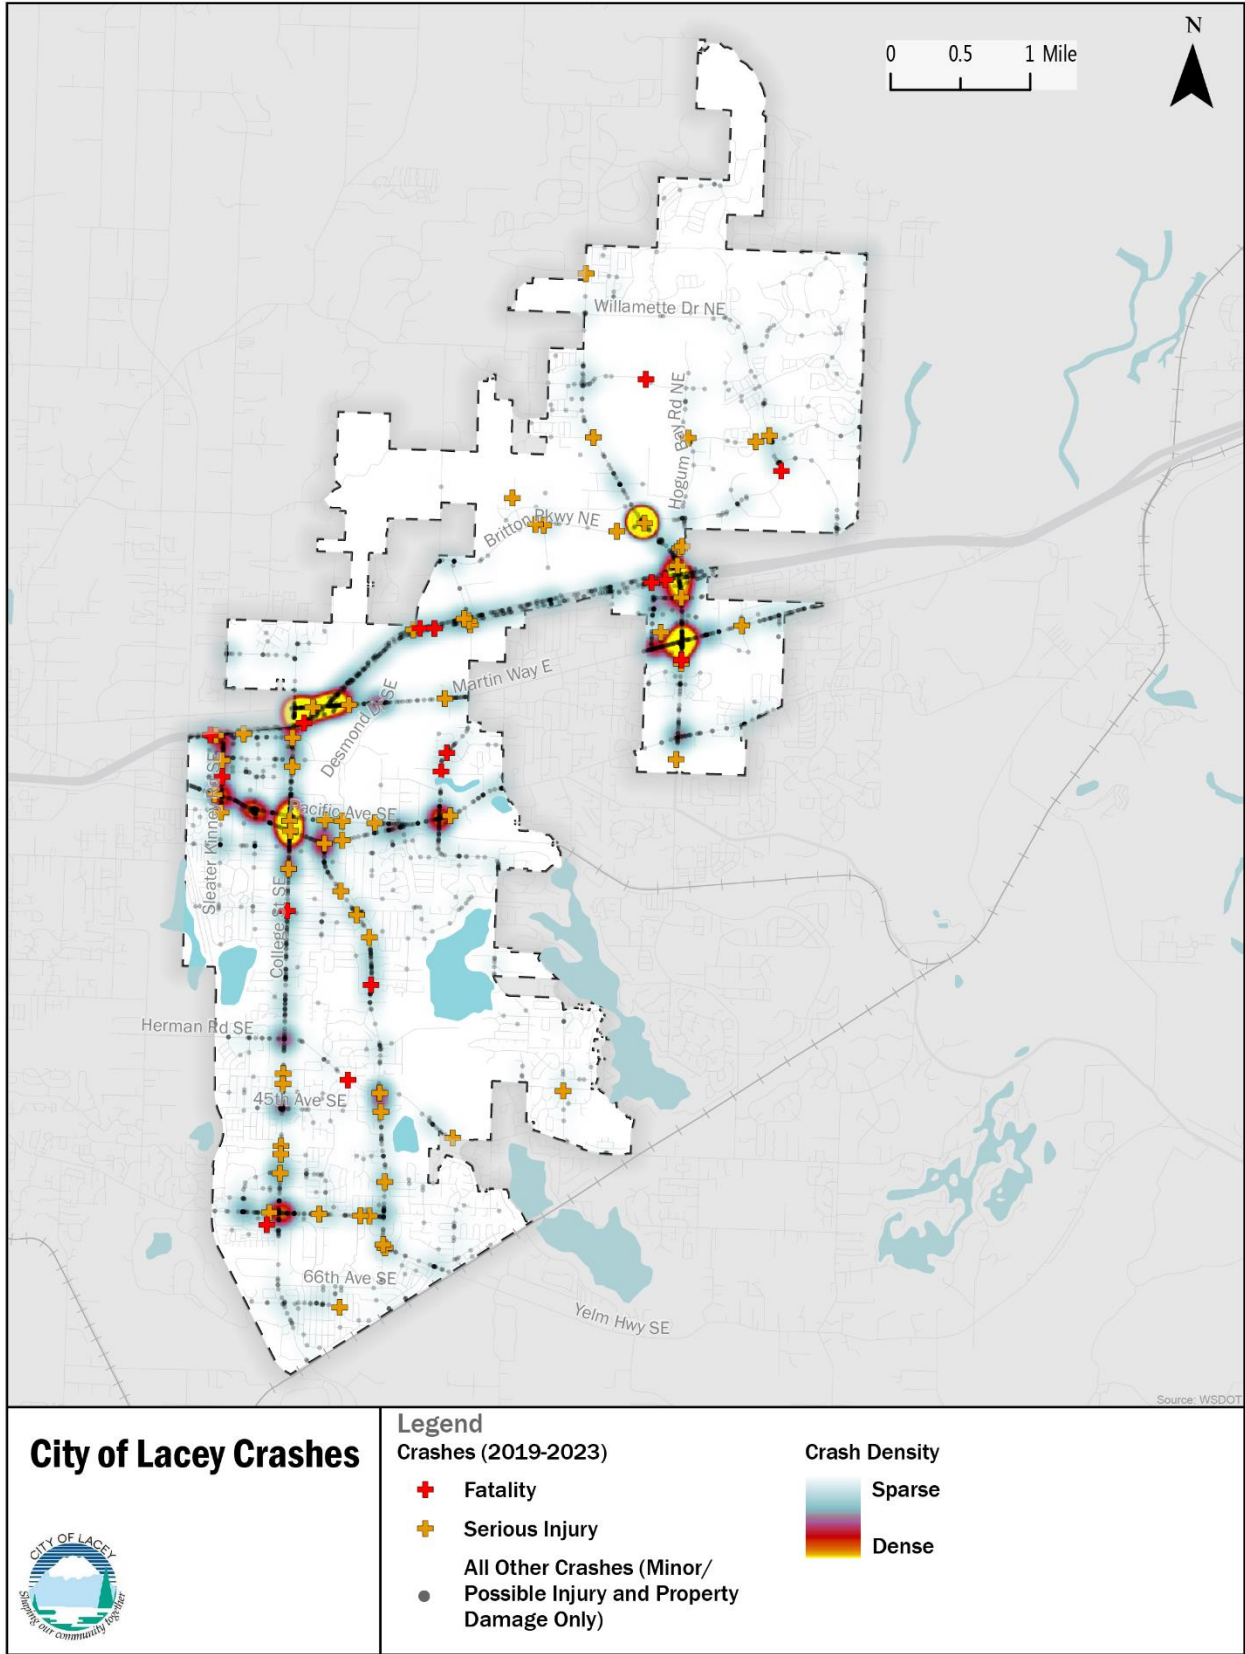 N
0 0.5 1 Mile
Willamette Dr NE
Hogum Bay Rd NE
Britton Pkwy NE
Martin Way E
Desmond Dr SE
Pacific Ave SE
Sleater Kinney Rd SE
College St SE
Herman Rd SE
45th Ave SE
66th Ave SE
Yelm Hwy SE
Source: WSDOT
City of Lacey Crashes
CITY OF LACEY
Shaping our community together
Legend
Crashes (2019-2023)
Fatality
Serious Injury
All Other Crashes (Minor/
Possible Injury and Property
Damage Only)
Crash Density
Sparse
Dense